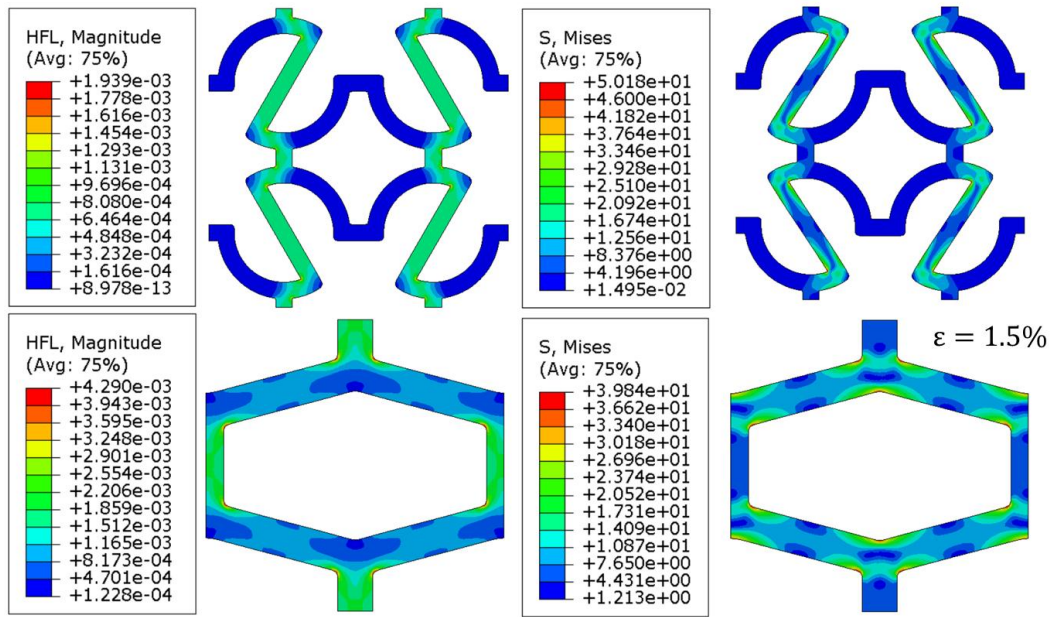 HFL, Magnitude
(Avg: 75%)
+1.939e-03
+1.778e-03
+1.616e-03
+1.454e-03
+1.293e-03
+1.131e-03
+9.696e-04
+8.080e-04
+6.464e-04
+4.848e-04
+3.232e-04
+1.616e-04
+8.978e-13
S, Mises
(Avg: 75%)
+5.018e+01
+4.600e+01
+4.182e+01
+3.764e+01
+3.346e+01
+2.928e+01
+2.510e+01
+2.092e+01
+1.674e+01
+1.256e+01
+8.376e+00
+4.196e+00
+1.495e-02
HFL, Magnitude
(Avg: 75%)
+4.290e-03
+3.943e-03
+3.595e-03
+3.248e-03
+2.901e-03
+2.554e-03
+2.206e-03
+1.859e-03
+1.512e-03
+1.165e-03
+8.173e-04
+4.701e-04
+1.228e-04
S, Mises
(Avg: 75%)
+3.984e+01
+3.662e+01
+3.340e+01
+3.018e+01
+2.696e+01
+2.374e+01
+2.052e+01
+1.731e+01
+1.409e+01
+1.087e+01
+7.650e+00
+4.431e+00
+1.213e+00
ε = 1.5%